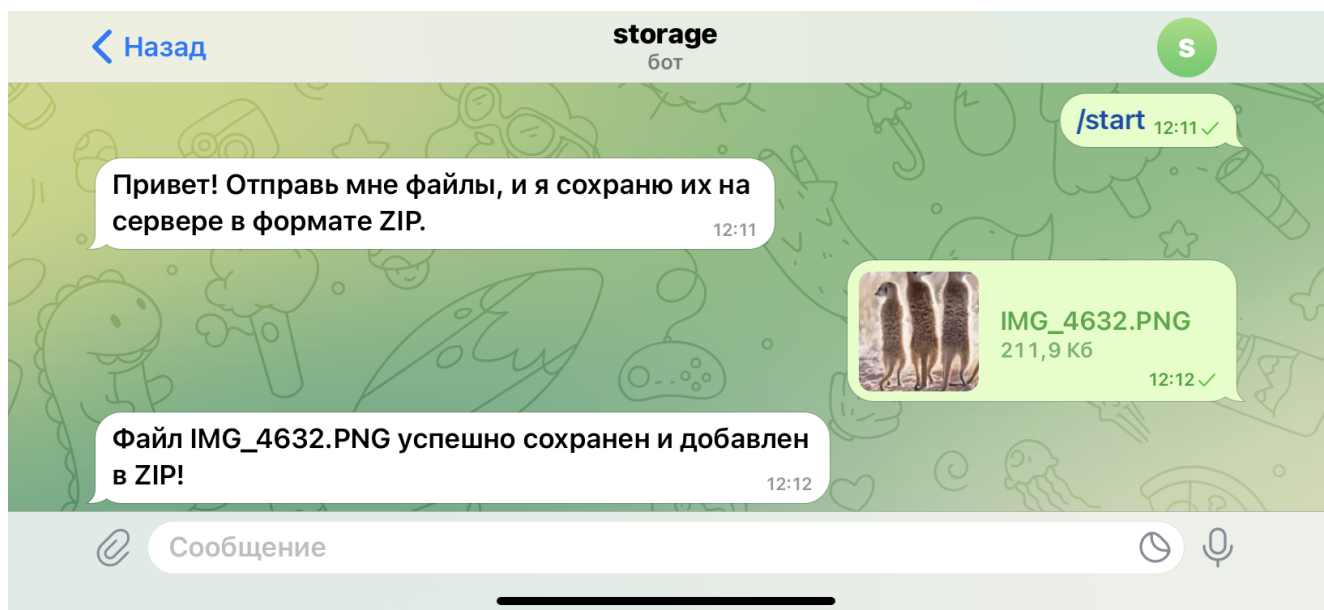 Назад
storage
бот
S
/start 12:11
Привет! Отправь мне файлы, и я сохраню их на
сервере в формате ZIP.
12:11
IMG_4632.PNG
211,9 Кб
12:12
Файл IMG_4632.PNG успешно сохранен и добавлен
в ZIP!
12:12
Сообщение